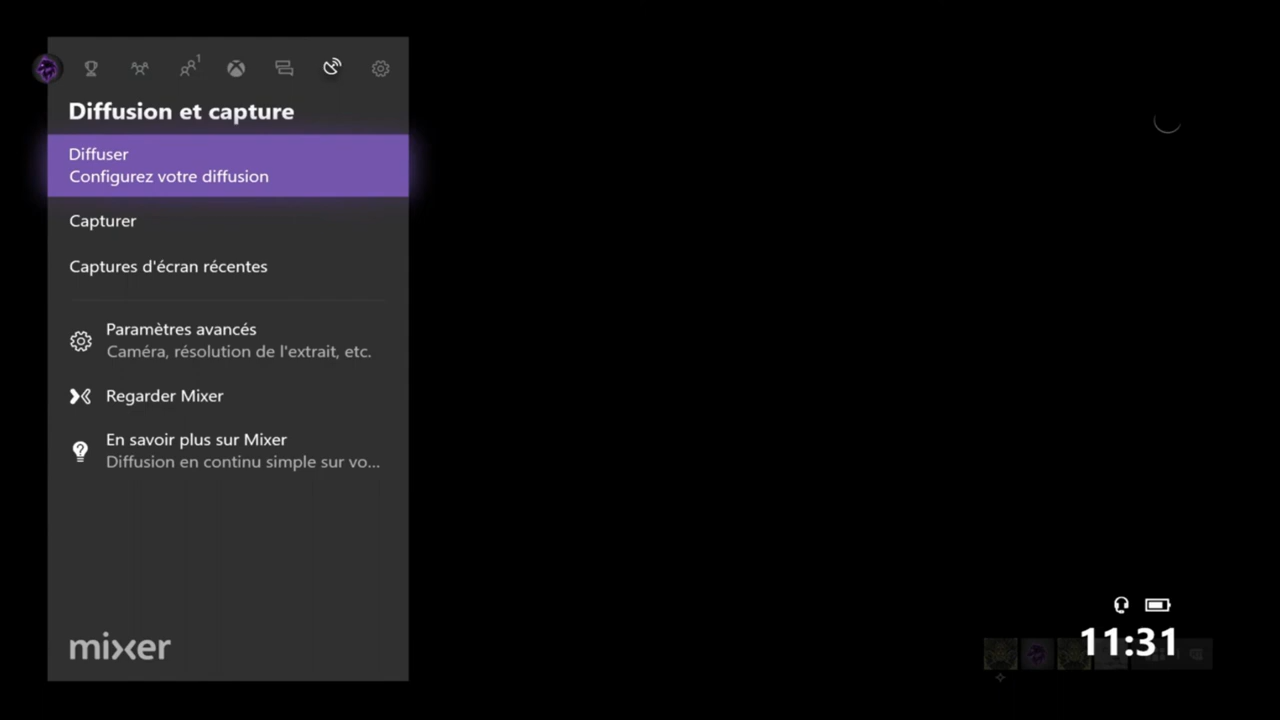 1
Diffusion et capture
Diffuser
Configurez votre diffusion
Capturer
Captures d'écran récentes
Paramètres avancés
Caméra, résolution de l'extrait, etc.
Regarder Mixer
En savoir plus sur Mixer
Diffusion en continu simple sur vo...
mixer
11:31